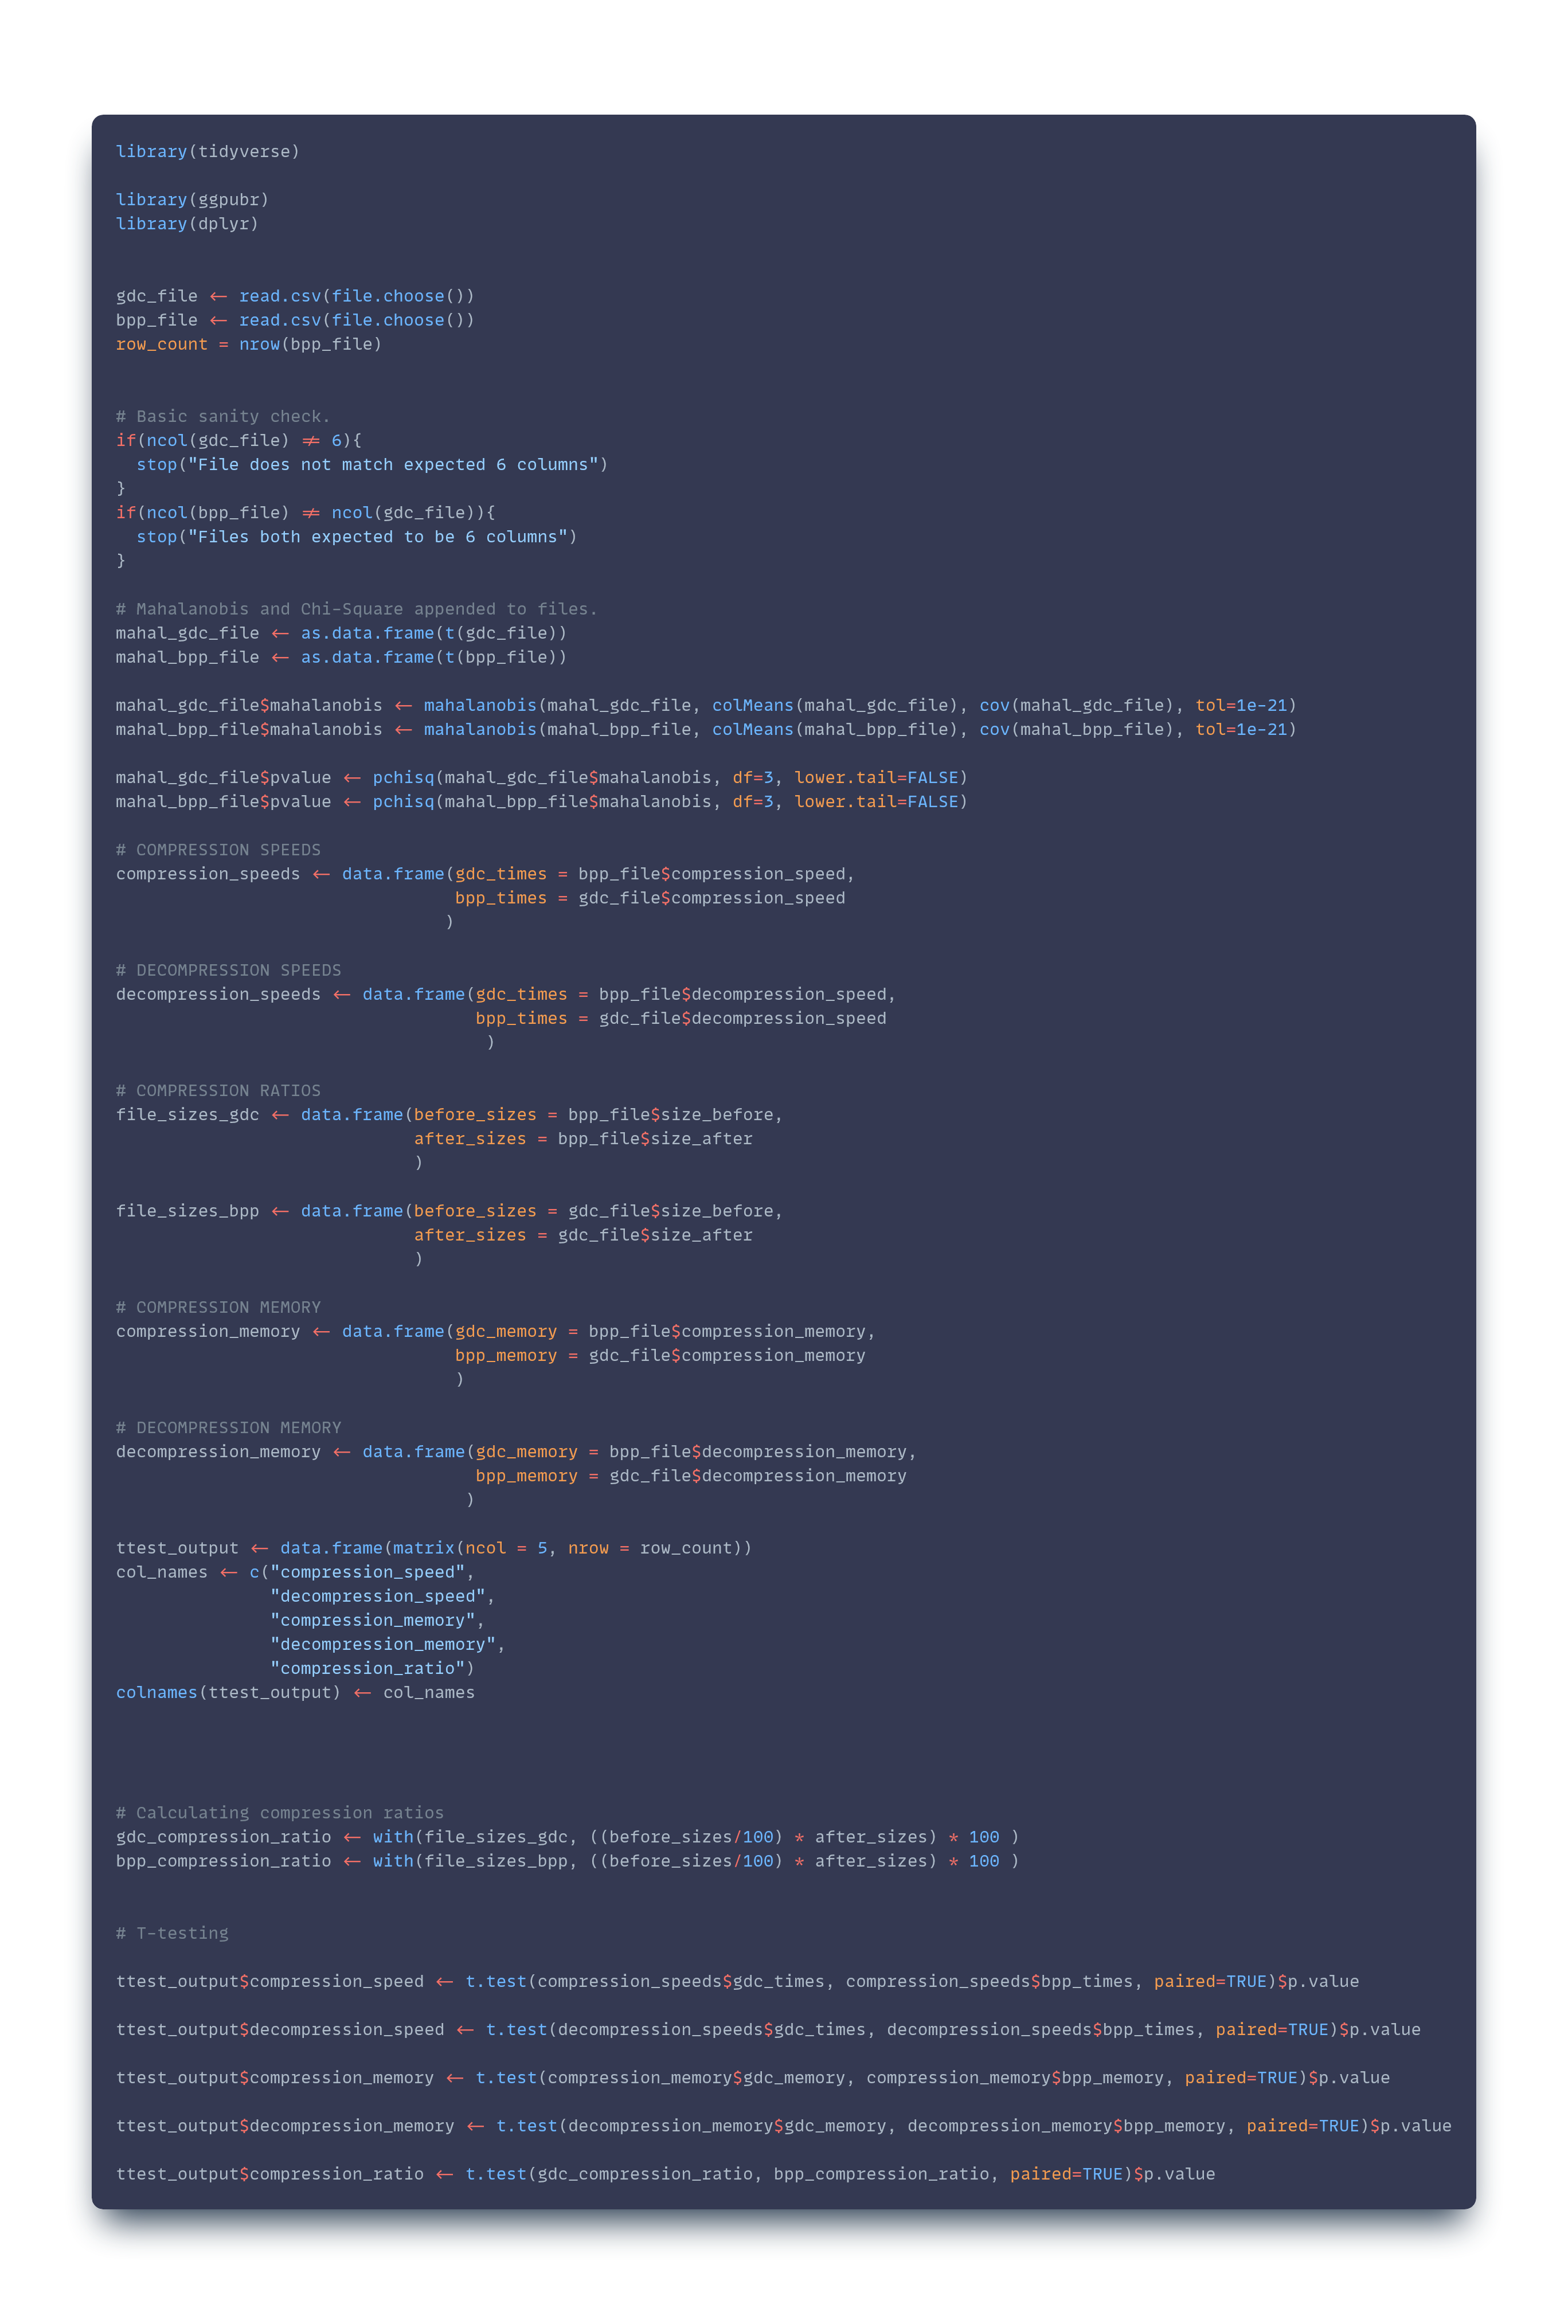 library(tidyverse)
library(ggpubr)
library(dplyr)
gdc_file <- read.csv(file.choose())
bpp_file <- read.csv(file.choose())
row_count = nrow(bpp_file)
# Basic sanity check.
if(ncol(gdc_file) != 6){
  stop("File does not match expected 6 columns")
}
if(ncol(bpp_file) != ncol(gdc_file)){
  stop("Files both expected to be 6 columns")
}
# Mahalanobis and Chi-Square appended to files.
mahal_gdc_file <- as.data.frame(t(gdc_file))
mahal_bpp_file <- as.data.frame(t(bpp_file))
mahal_gdc_file$mahalanobis <- mahalanobis(mahal_gdc_file, colMeans(mahal_gdc_file), cov(mahal_gdc_file), tol=1e-21)
mahal_bpp_file$mahalanobis <- mahalanobis(mahal_bpp_file, colMeans(mahal_bpp_file), cov(mahal_bpp_file), tol=1e-21)
mahal_gdc_file$pvalue <- pchisq(mahal_gdc_file$mahalanobis, df=3, lower.tail=FALSE)
mahal_bpp_file$pvalue <- pchisq(mahal_bpp_file$mahalanobis, df=3, lower.tail=FALSE)
# COMPRESSION SPEEDS
compression_speeds <- data.frame(gdc_times = bpp_file$compression_speed,
                                 bpp_times = gdc_file$compression_speed
                                )
# DECOMPRESSION SPEEDS
decompression_speeds <- data.frame(gdc_times = bpp_file$decompression_speed,
                                   bpp_times = gdc_file$decompression_speed
                                    )
# COMPRESSION RATIOS
file_sizes_gdc <- data.frame(before_sizes = bpp_file$size_before,
                             after_sizes = bpp_file$size_after
                             )
file_sizes_bpp <- data.frame(before_sizes = gdc_file$size_before,
                             after_sizes = gdc_file$size_after
                             )
# COMPRESSION MEMORY
compression_memory <- data.frame(gdc_memory = bpp_file$compression_memory,
                                 bpp_memory = gdc_file$compression_memory
                                 )
# DECOMPRESSION MEMORY
decompression_memory <- data.frame(gdc_memory = bpp_file$decompression_memory,
                                   bpp_memory = gdc_file$decompression_memory
                                  )
ttest_output <- data.frame(matrix(ncol = 5, nrow = row_count))
col_names <- c("compression_speed",
               "decompression_speed",
               "compression_memory",
               "decompression_memory",
               "compression_ratio")
colnames(ttest_output) <- col_names
# Calculating compression ratios
gdc_compression_ratio <- with(file_sizes_gdc, ((before_sizes/100) * after_sizes) * 100 )
bpp_compression_ratio <- with(file_sizes_bpp, ((before_sizes/100) * after_sizes) * 100 )
# T-testing
ttest_output$compression_speed <- t.test(compression_speeds$gdc_times, compression_speeds$bpp_times, paired=TRUE)$p.value
ttest_output$decompression_speed <- t.test(decompression_speeds$gdc_times, decompression_speeds$bpp_times, paired=TRUE)$p.value
ttest_output$compression_memory <- t.test(compression_memory$gdc_memory, compression_memory$bpp_memory, paired=TRUE)$p.value
ttest_output$decompression_memory <- t.test(decompression_memory$gdc_memory, decompression_memory$bpp_memory, paired=TRUE)$p.value
ttest_output$compression_ratio <- t.test(gdc_compression_ratio, bpp_compression_ratio, paired=TRUE)$p.value